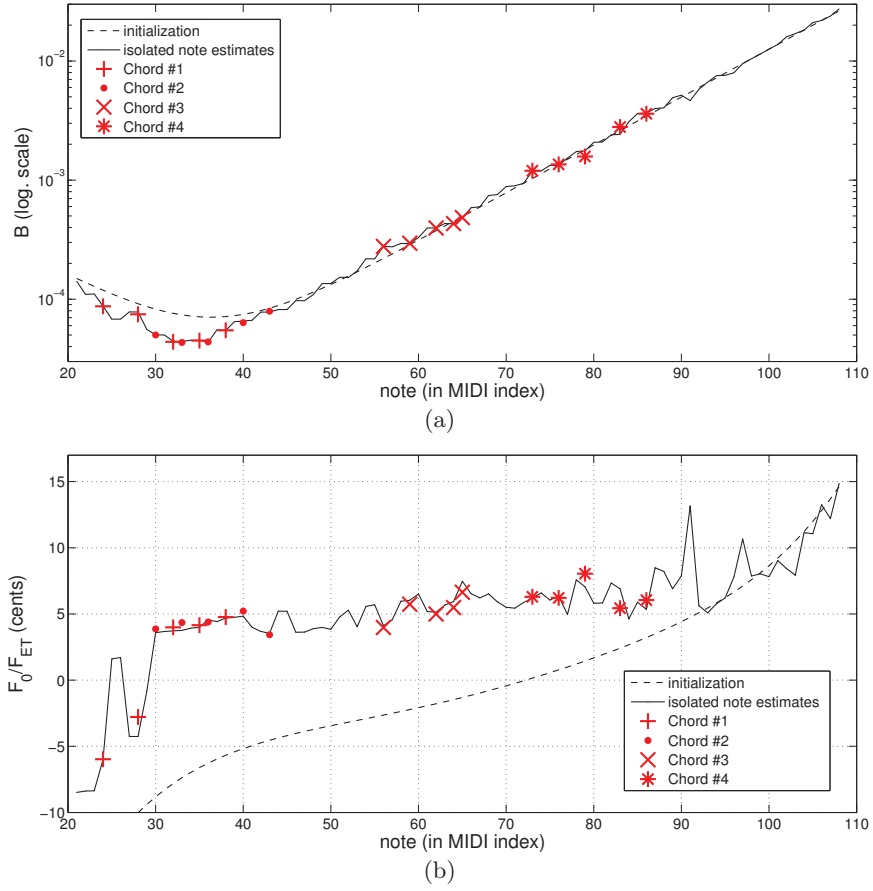 initialization
isolated note estimates
Chord #1
Chord #2
Chord #3
Chord #4
B (log. scale)
10^-2
10^-3
10^-4
20 30 40 50 60 70 80 90 100 110
note (in MIDI index)
(a)
F_0/F_ET (cents)
15
10
5
0
−5
−10
initialization
isolated note estimates
Chord #1
Chord #2
Chord #3
Chord #4
20 30 40 50 60 70 80 90 100 110
note (in MIDI index)
(b)